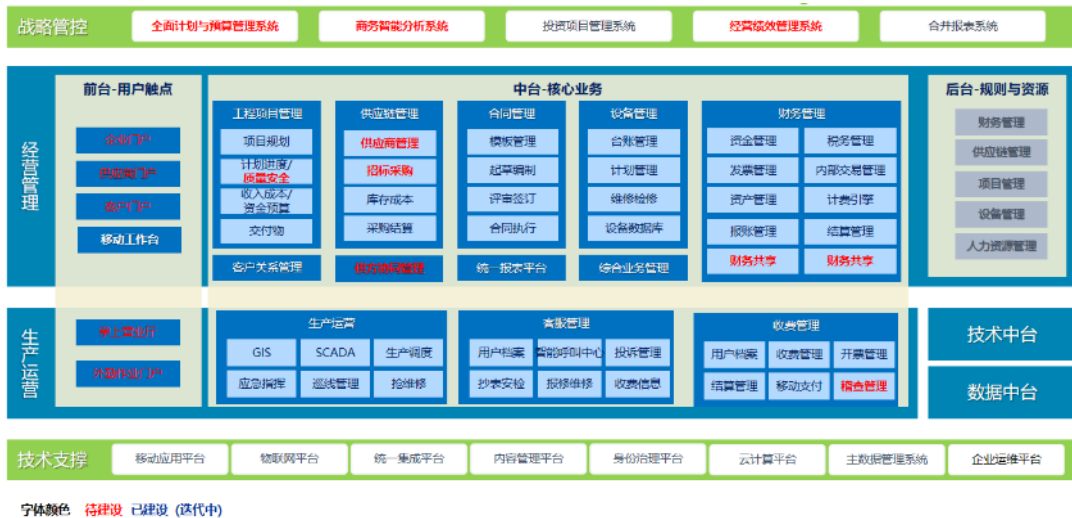 战略管控 全面计划与预算管理系统 商务智能分析系统 投资项目管理系统 经营绩效管理系统 合并报表系统
经营管理
前台-用户触点
企业门户
供应商门户
客户门户
移动工作台
中台-核心业务
工程项目管理 供应链管理 合同管理 设备管理 财务管理
项目规划 供应商管理 模板管理 台账管理 资金管理 税务管理
计划进度/
质量安全 招标采购 起草编制 计划管理 发票管理 内部交易管理
收入成本/
资金预算 库存成本 评审签订 维修检修 资产管理 计费引擎
交付物 采购结算 合同执行 设备数据库 报账管理 结算管理
客户关系管理 供应协同管理 统一报表平台 综合业务管理 财务共享 财务共享
后台-规则与资源
财务管理
供应链管理
项目管理
设备管理
人力资源管理
生产运营
掌上营业厅
外勤作业门户
生产运营 客服管理 收费管理
GIS SCADA 生产调度 用户档案 智能呼叫中心 投诉管理 用户档案 收费管理 开票管理
应急指挥 巡线管理 抢维修 抄表安检 报修维修 收费信息 结算管理 移动支付 稽查管理
技术中台
数据中台
技术支撑 移动应用平台 物联网平台 统一集成平台 内容管理平台 身份治理平台 云计算平台 主数据管理系统 企业运维平台
字体颜色 待建设 已建设 (迭代中)